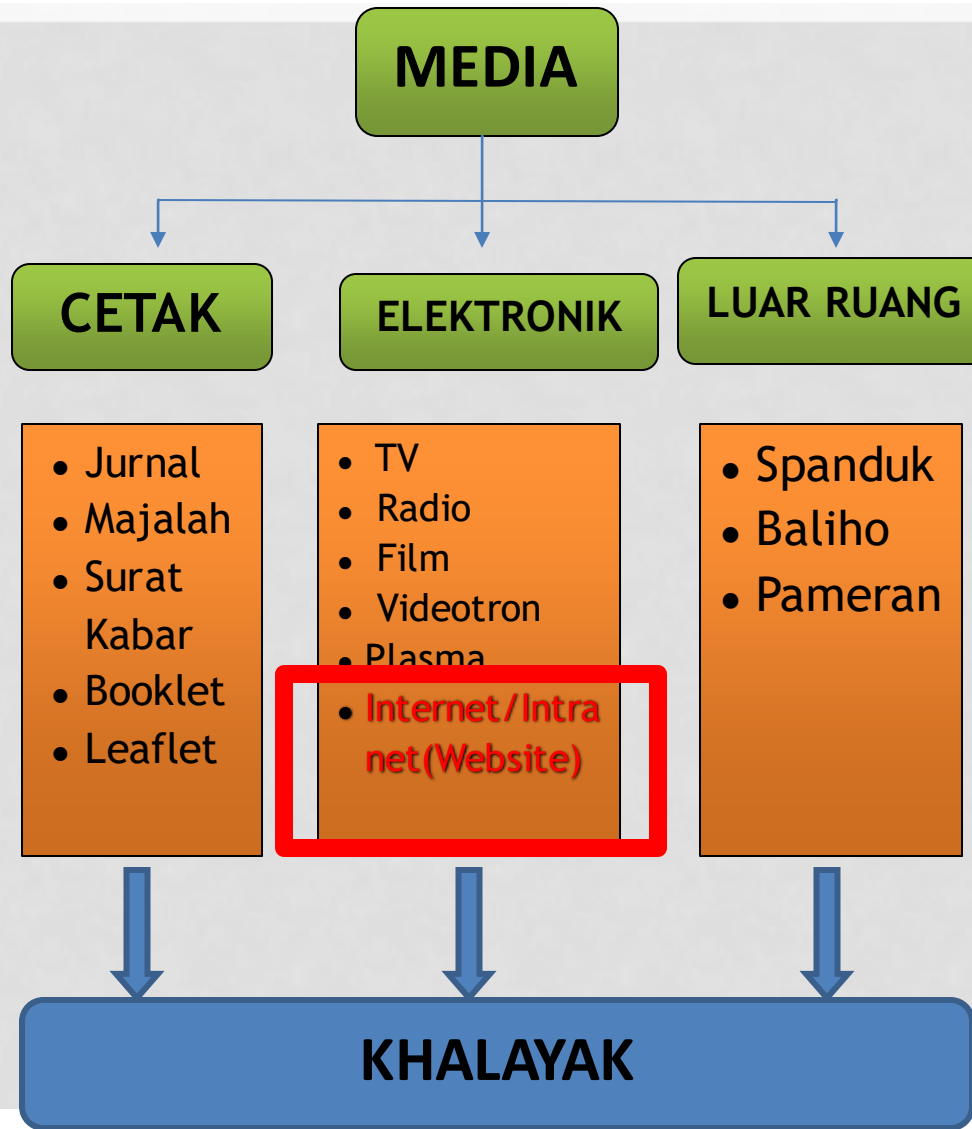 MEDIA
CETAK
ELEKTRONIK
LUAR RUANG
• Jurnal
• Majalah
• Surat
Kabar
• Booklet
• Leaflet
• TV
• Radio
• Film
• Videotron
• Plasma
• Internet/Intra
net(Website)
• Spanduk
• Baliho
• Pameran
KHALAYAK